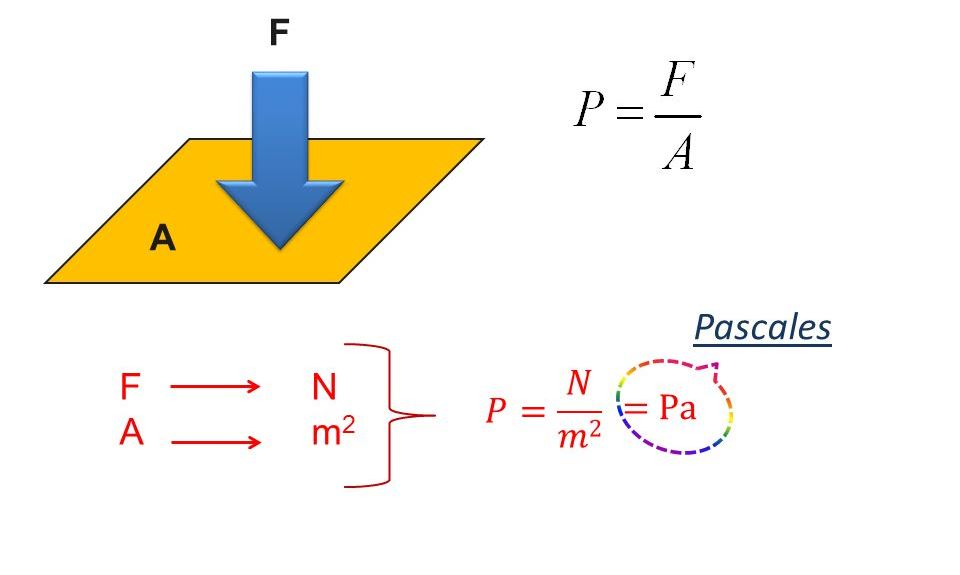 F
P = F/A
A
Pascales
F → N
A → m²
P = N/m² = Pa